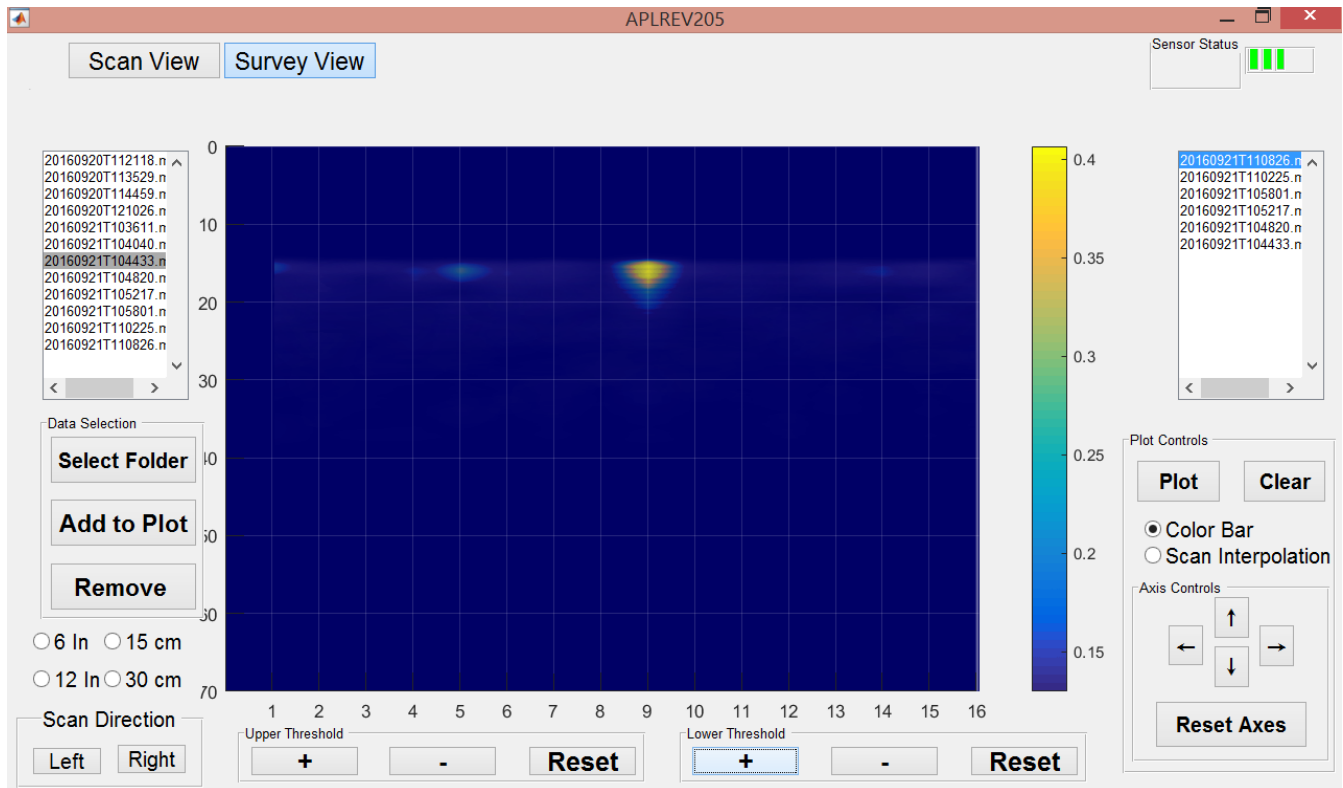 APLREV205
Scan View
Survey View
Sensor Status
20160920T112118.m
20160920T113529.m
20160920T114459.m
20160920T121026.m
20160921T103611.m
20160921T104040.m
20160921T104433.m
20160921T104820.m
20160921T105217.m
20160921T105801.m
20160921T110225.m
20160921T110826.m
Data Selection
Select Folder
Add to Plot
Remove
6 In
15 cm
12 In
30 cm
Scan Direction
Left
Right
0
10
20
30
40
50
60
70
1 2 3 4 5 6 7 8 9 10 11 12 13 14 15 16
Upper Threshold
+
-
Reset
Lower Threshold
+
-
Reset
0.4
0.35
0.3
0.25
0.2
0.15
20160921T110826.m
20160921T110225.m
20160921T105801.m
20160921T105217.m
20160921T104820.m
20160921T104433.m
Plot Controls
Plot
Clear
Color Bar
Scan Interpolation
Axis Controls
↑
←
→
↓
Reset Axes